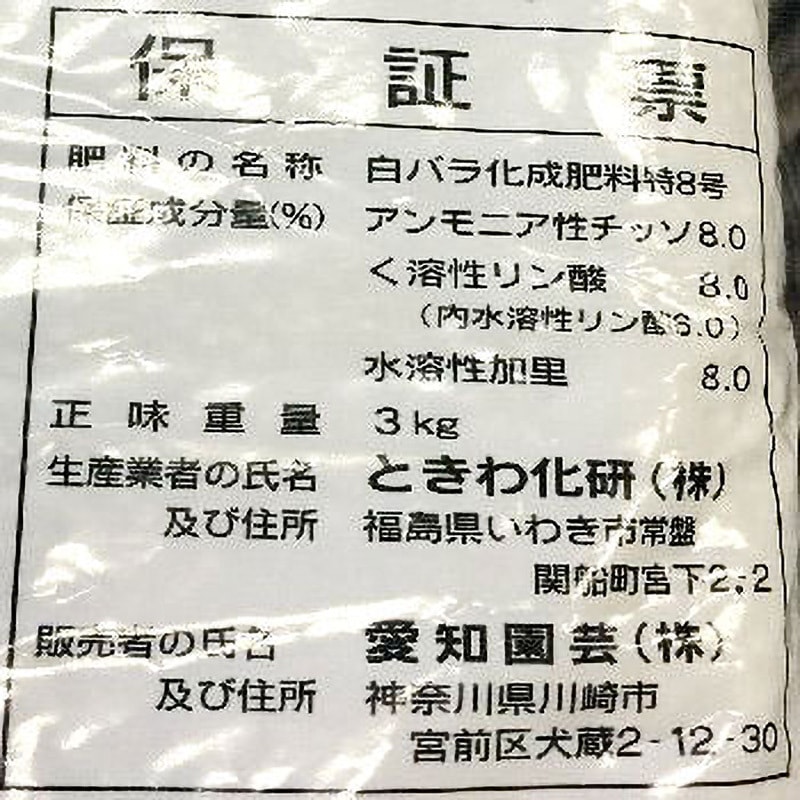 保証票
肥料の名称 白バラ化成肥料特8号
保証成分量(%) アンモニア性チッソ 8.0
く溶性リン酸 8.0
(内水溶性リン酸6.0)
水溶性加里 8.0
正味重量 3kg
生産業者の氏名 ときわ化研(株)
及び住所 福島県いわき市常盤
関船町宮下2-2
販売者の氏名 愛知園芸(株)
及び住所 神奈川県川崎市
宮前区犬蔵2-12-30